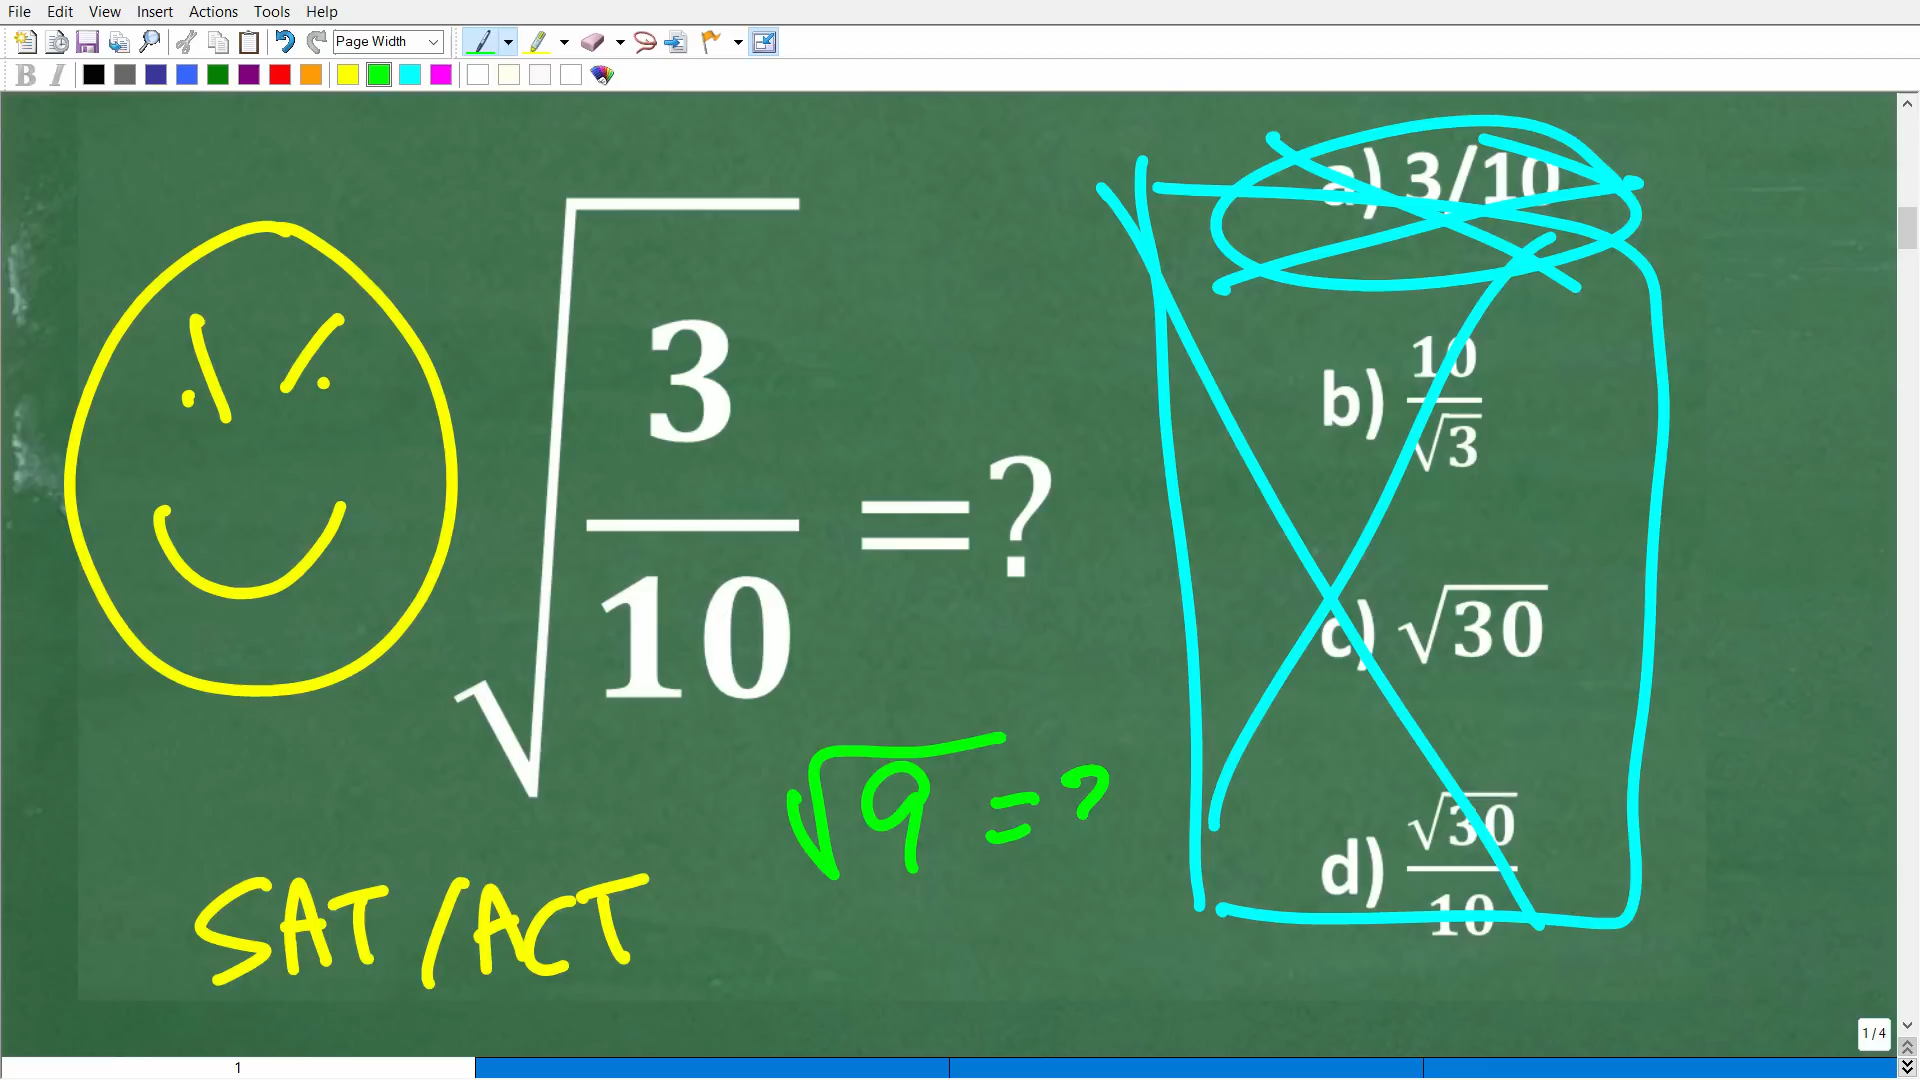 File Edit View Insert Actions Tools Help
Page Width
B I
√3/10 =?
a) 3/10
b) 10/√3
c) √30
d) √30/10
√9 = ?
SAT/ACT
1/4
1